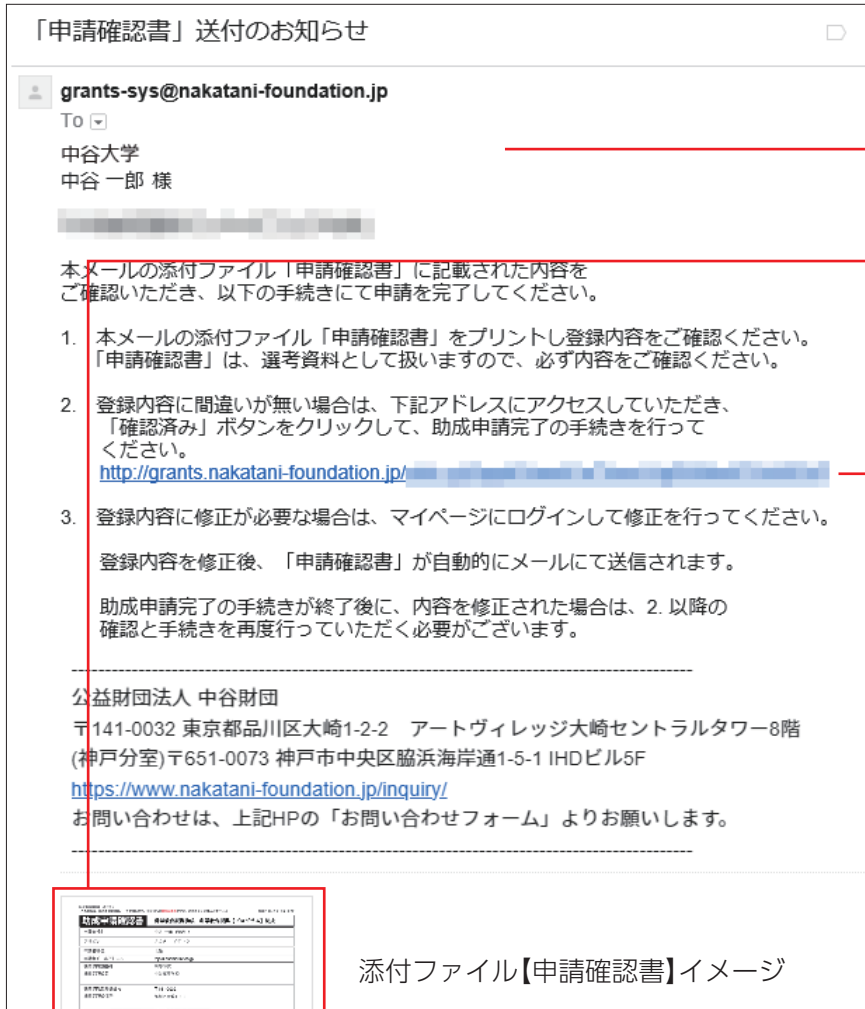 「申請確認書」送付のお知らせ
grants-sys@nakatani-foundation.jp
To
中谷大学
中谷 一郎 様
本メールの添付ファイル「申請確認書」に記載された内容を
ご確認いただき、以下の手続きにて申請を完了してください。
1. 本メールの添付ファイル「申請確認書」をプリントし登録内容をご確認ください。
「申請確認書」は、選考資料として扱いますので、必ず内容をご確認ください。
2. 登録内容に間違いが無い場合は、下記アドレスにアクセスしていただき、
「確認済み」ボタンをクリックして、助成申請完了の手続きを行って
ください。
http://grants.nakatani-foundation.jp/
3. 登録内容に修正が必要な場合は、マイページにログインして修正を行ってください。
登録内容を修正後、「申請確認書」が自動的にメールにて送信されます。
助成申請完了の手続きが終了後に、内容を修正された場合は、2. 以降の
確認と手続きを再度行っていただく必要がございます。
公益財団法人 中谷財団
〒141-0032 東京都品川区大崎1-2-2　アートヴィレッジ大崎セントラルタワー8階
(神戸分室)〒651-0073 神戸市中央区脇浜海岸通1-5-1 IHDビル5F
https://www.nakatani-foundation.jp/inquiry/
お問い合わせは、上記HPの「お問い合わせフォーム」よりお願いします。
助成申請確認書
添付ファイル【申請確認書】イメージ